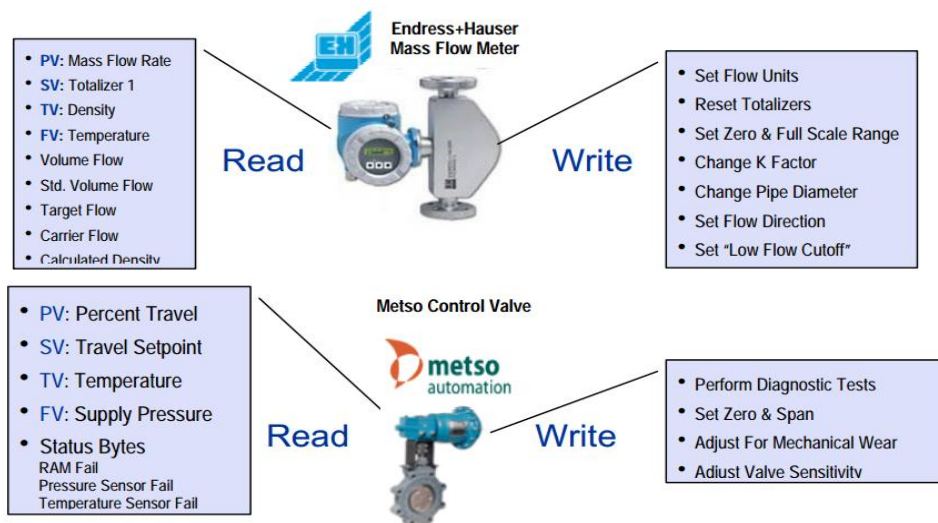 Endress+Hauser
Mass Flow Meter
EH
• PV: Mass Flow Rate
• SV: Totalizer 1
• TV: Density
• FV: Temperature
• Volume Flow
• Std. Volume Flow
• Target Flow
• Carrier Flow
• Calculated Density
Read
Write
• Set Flow Units
• Reset Totalizers
• Set Zero & Full Scale Range
• Change K Factor
• Change Pipe Diameter
• Set Flow Direction
• Set “Low Flow Cutoff”
Metso Control Valve
metso
automation
• PV: Percent Travel
• SV: Travel Setpoint
• TV: Temperature
• FV: Supply Pressure
• Status Bytes
RAM Fail
Pressure Sensor Fail
Temperature Sensor Fail
Read
Write
• Perform Diagnostic Tests
• Set Zero & Span
• Adjust For Mechanical Wear
• Adjust Valve Sensitivity